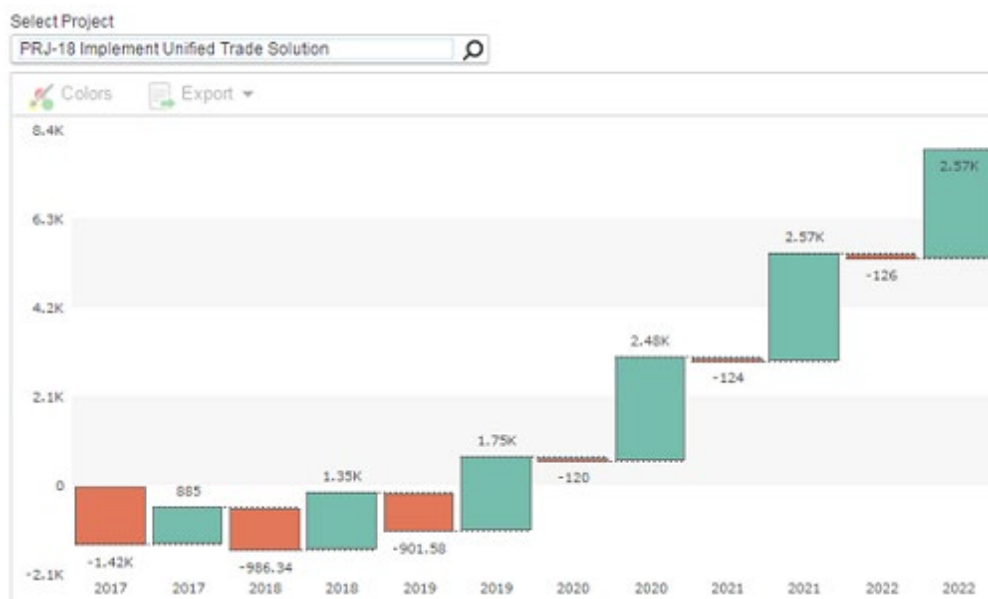 Select Project
PRJ-18 Implement Unified Trade Solution
Colors Export
8.4K
2.57K
6.3K
2.57K
-126
4.2K
2.48K
-124
2.1K
1.75K
-120
1.35K
0 885
-901.58
-1.42K -986.34
-2.1K
2017 2017 2018 2018 2019 2019 2020 2020 2021 2021 2022 2022